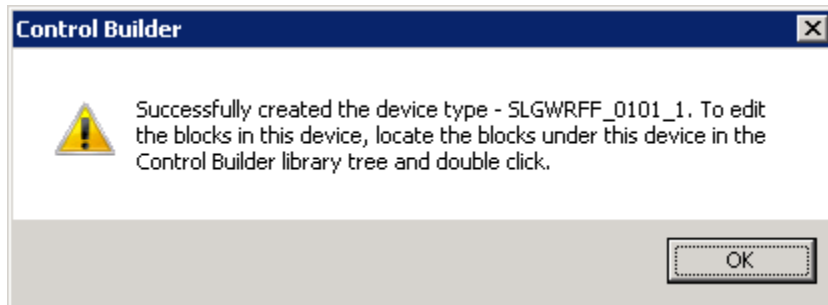 Control Builder
Successfully created the device type - SLGWRFF_0101_1. To edit
the blocks in this device, locate the blocks under this device in the
Control Builder library tree and double click.
OK